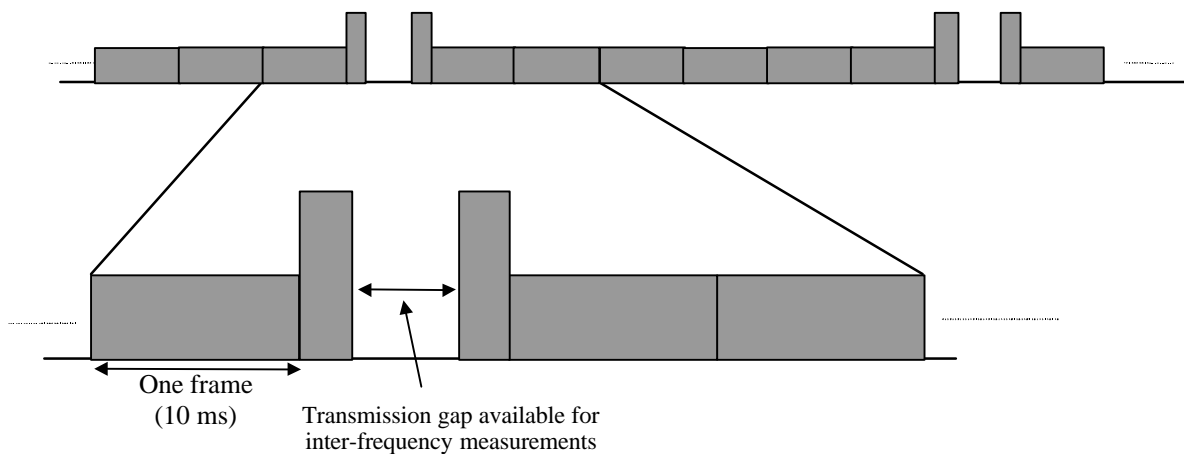 One frame
(10 ms)
Transmission gap available for
inter-frequency measurements